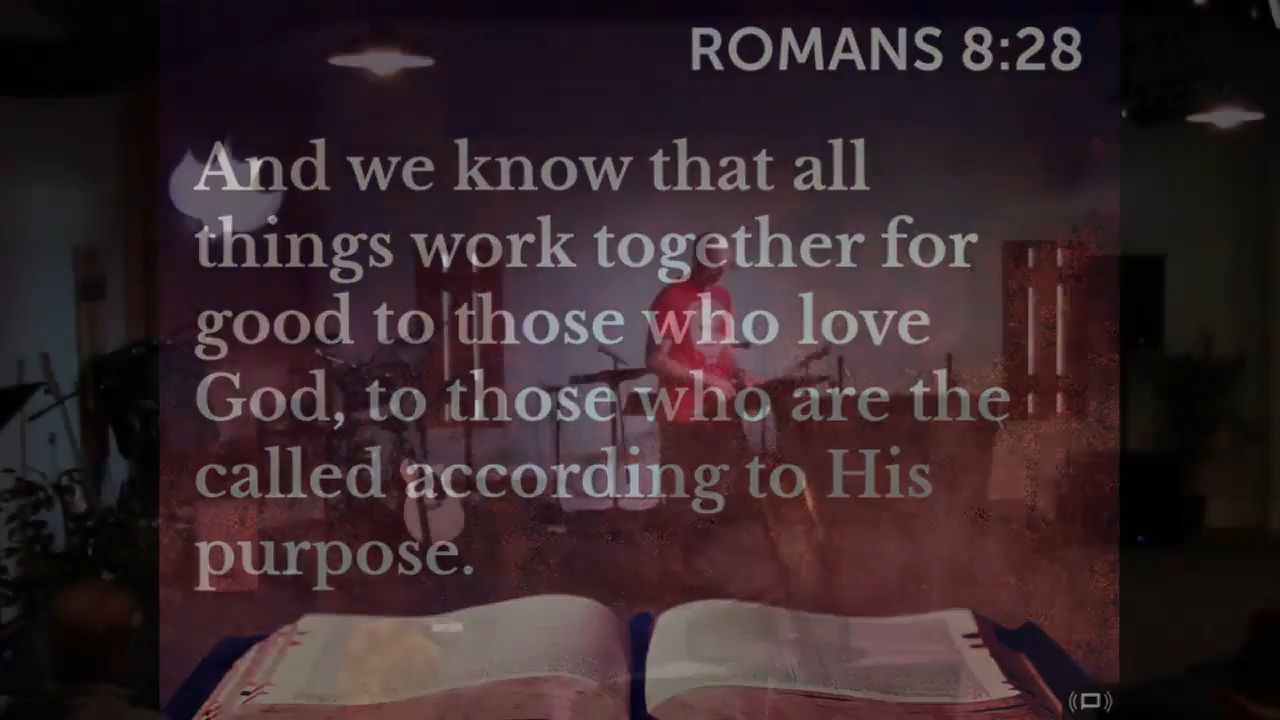 ROMANS 8:28
And we know that all
things work together for
good to those who love
God, to those who are the
called according to His
purpose.